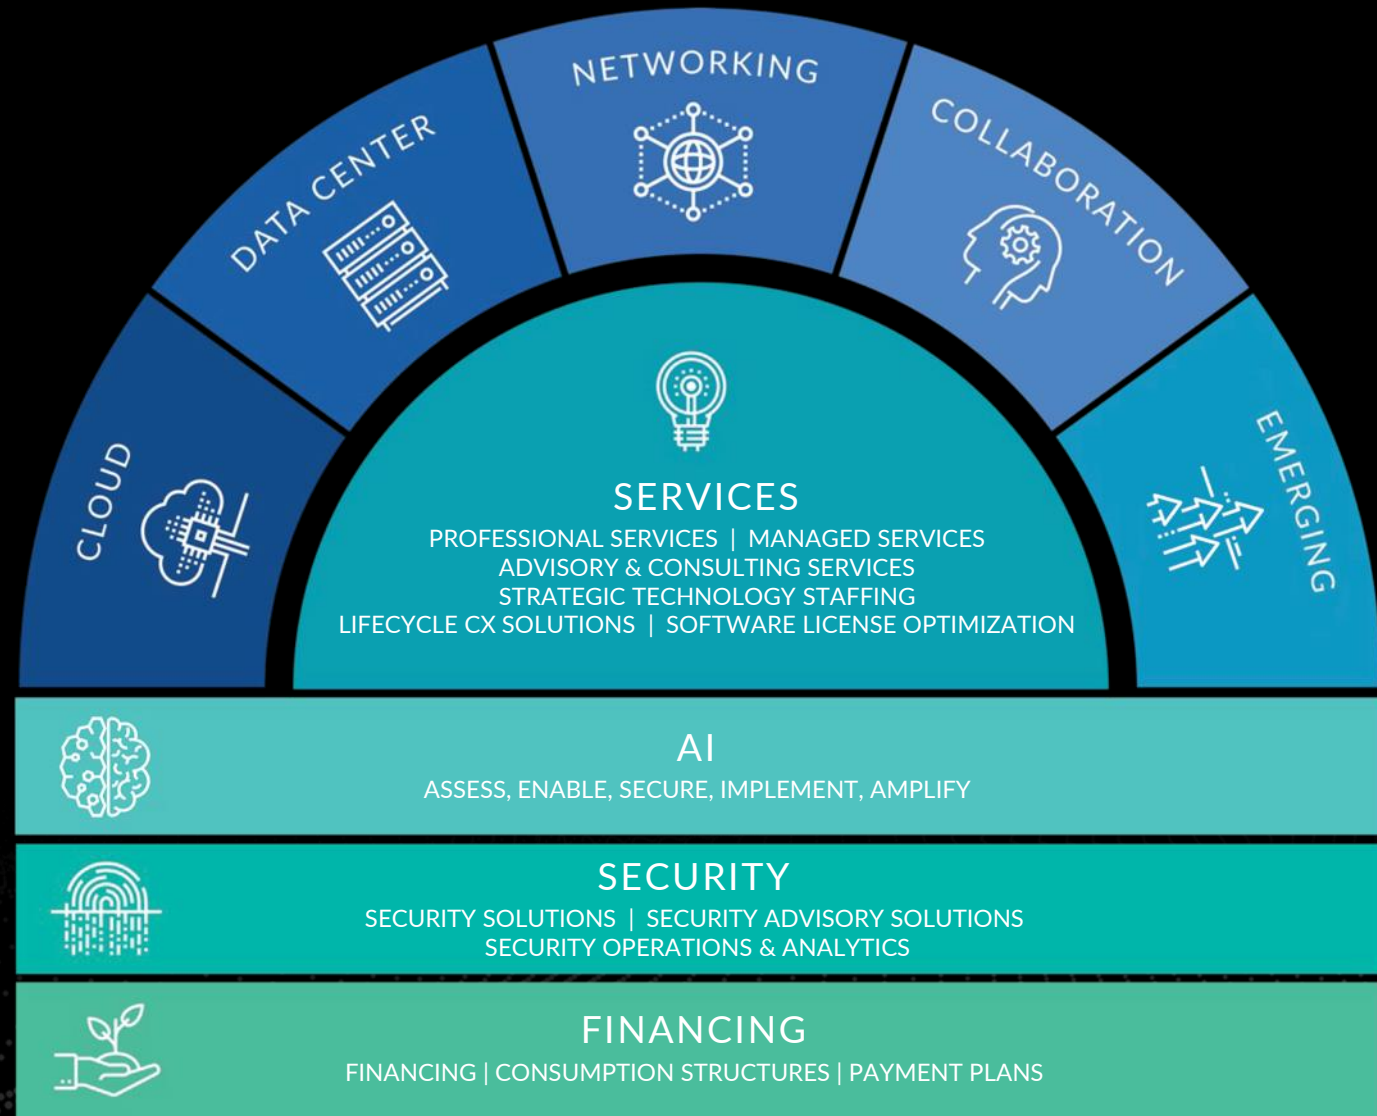 CLOUD
DATA CENTER
NETWORKING
COLLABORATION
EMERGING
SERVICES
PROFESSIONAL SERVICES | MANAGED SERVICES
ADVISORY & CONSULTING SERVICES
STRATEGIC TECHNOLOGY STAFFING
LIFECYCLE CX SOLUTIONS | SOFTWARE LICENSE OPTIMIZATION
AI
ASSESS, ENABLE, SECURE, IMPLEMENT, AMPLIFY
SECURITY
SECURITY SOLUTIONS | SECURITY ADVISORY SOLUTIONS
SECURITY OPERATIONS & ANALYTICS
FINANCING
FINANCING | CONSUMPTION STRUCTURES | PAYMENT PLANS